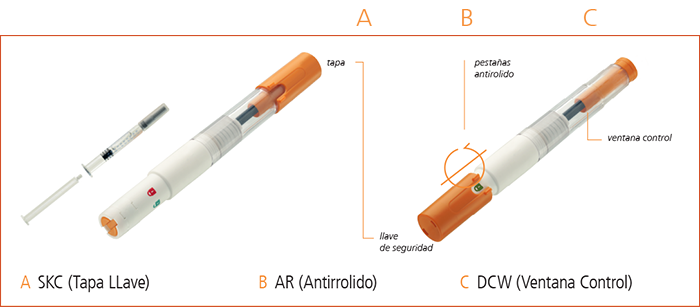 A
B
C
tapa
pestañas
antirolido
ventana control
llave
de seguridad
A SKC (Tapa LLave)
B AR (Antirrolido)
C DCW (Ventana Control)